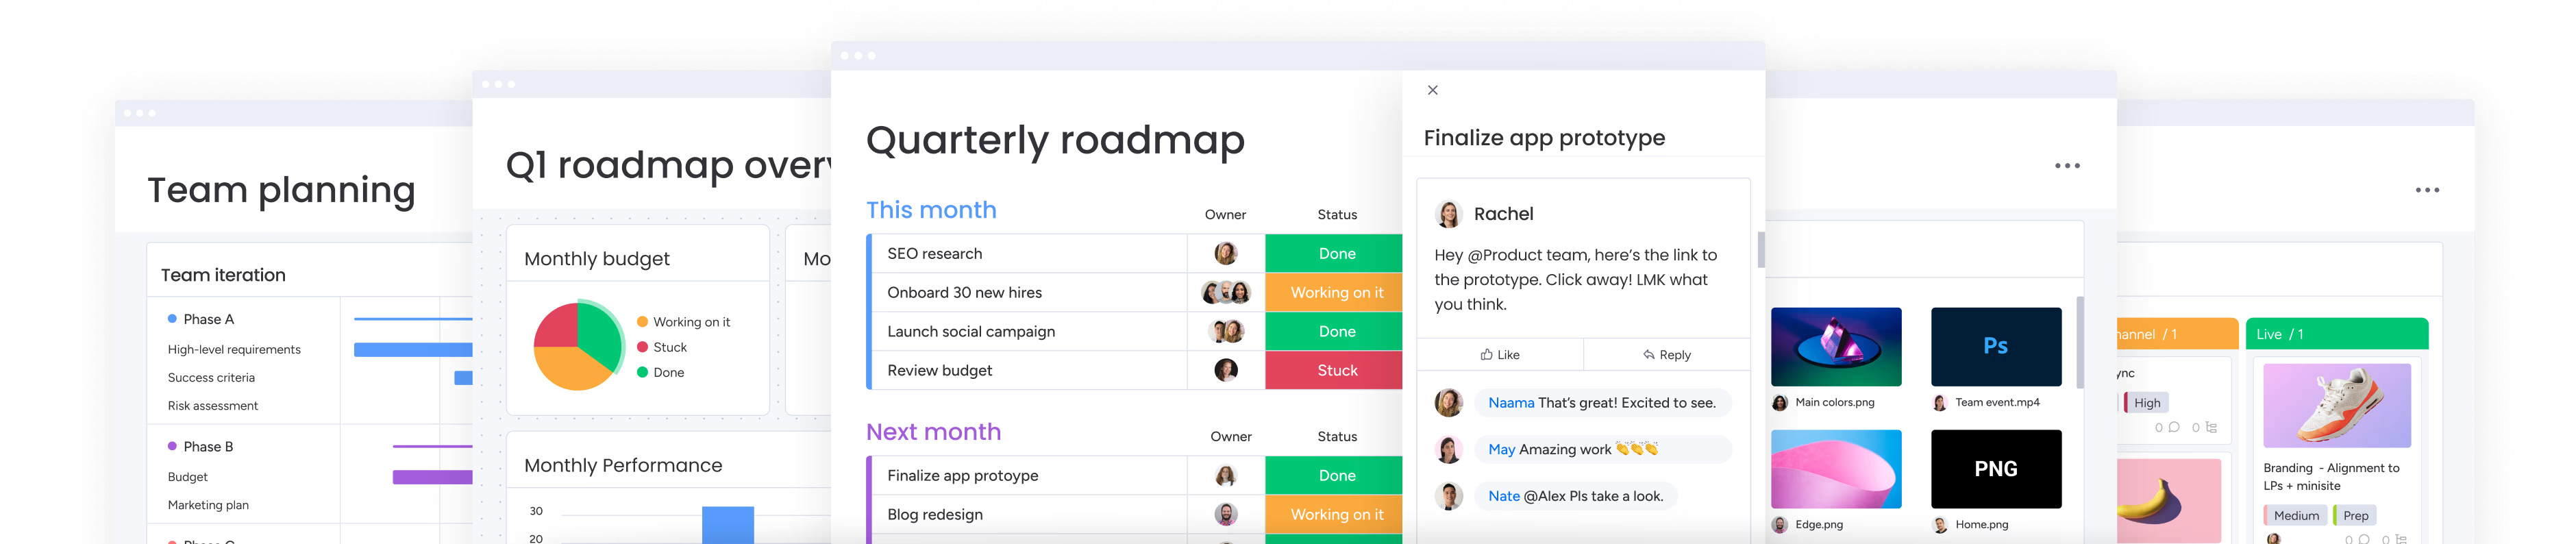 Team planning
Team iteration
Phase A
High-level requirements
Success criteria
Risk assessment
Phase B
Budget
Marketing plan
Q1 roadmap over
Monthly budget
Working on it
Stuck
Done
Mo
Monthly Performance
30
20
Quarterly roadmap
This month Owner Status
SEO research Done
Onboard 30 new hires Working on it
Launch social campaign Done
Review budget Stuck
Next month Owner Status
Finalize app protoype Done
Blog redesign Working on it
Finalize app prototype
Rachel
Hey @Product team, here’s the link to
the prototype. Click away! LMK what
you think.
Like Reply
Naama That’s great! Excited to see.
May Amazing work 👏👏👏
Nate @Alex Pls take a look.
Ps
Main colors.png Team event.mp4
PNG
Edge.png Home.png
annel / 1
ync
High
0 0
Live / 1
Branding - Alignment to
LPs + minisite
Medium Prep
0 0